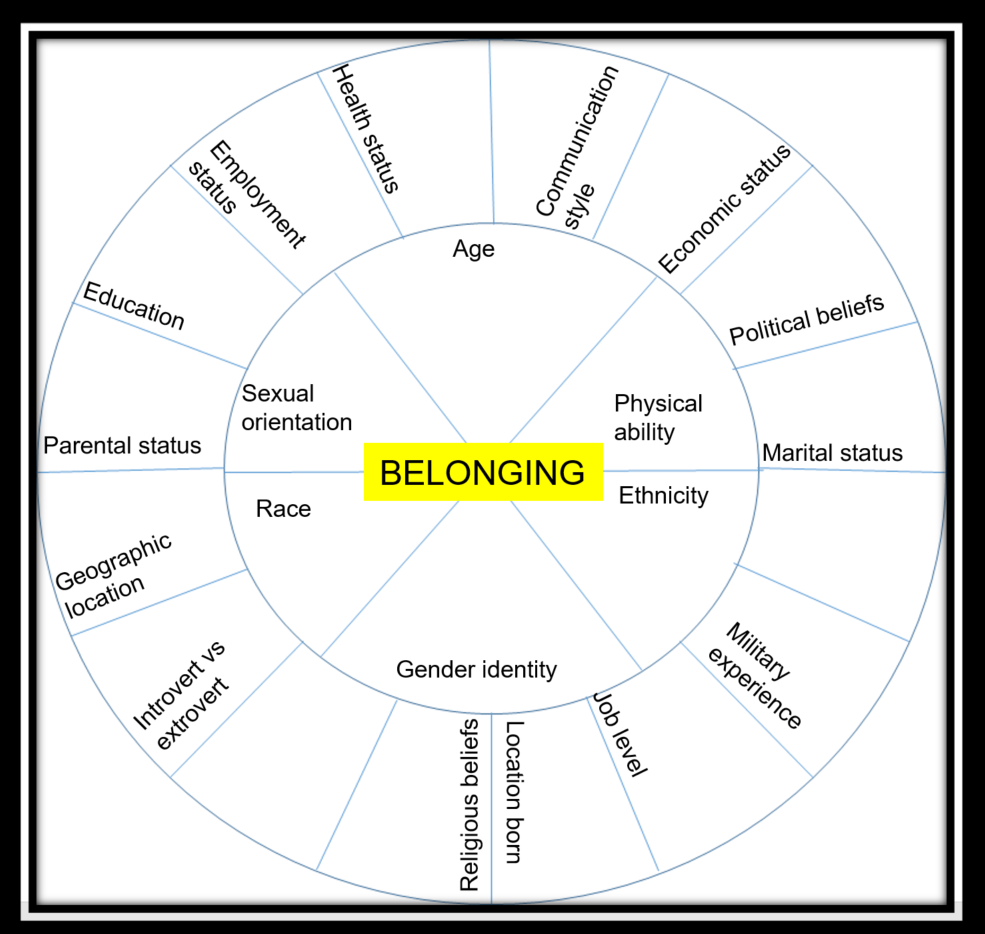 Health status
Communication
style
Employment
status
Economic status
Age
Education
Political beliefs
Sexual
orientation
Physical
ability
Parental status
Marital status
BELONGING
Race
Ethnicity
Geographic
location
Introvert vs
extrovert
Gender identity
Military
experience
Job level
Religious beliefs
Location born